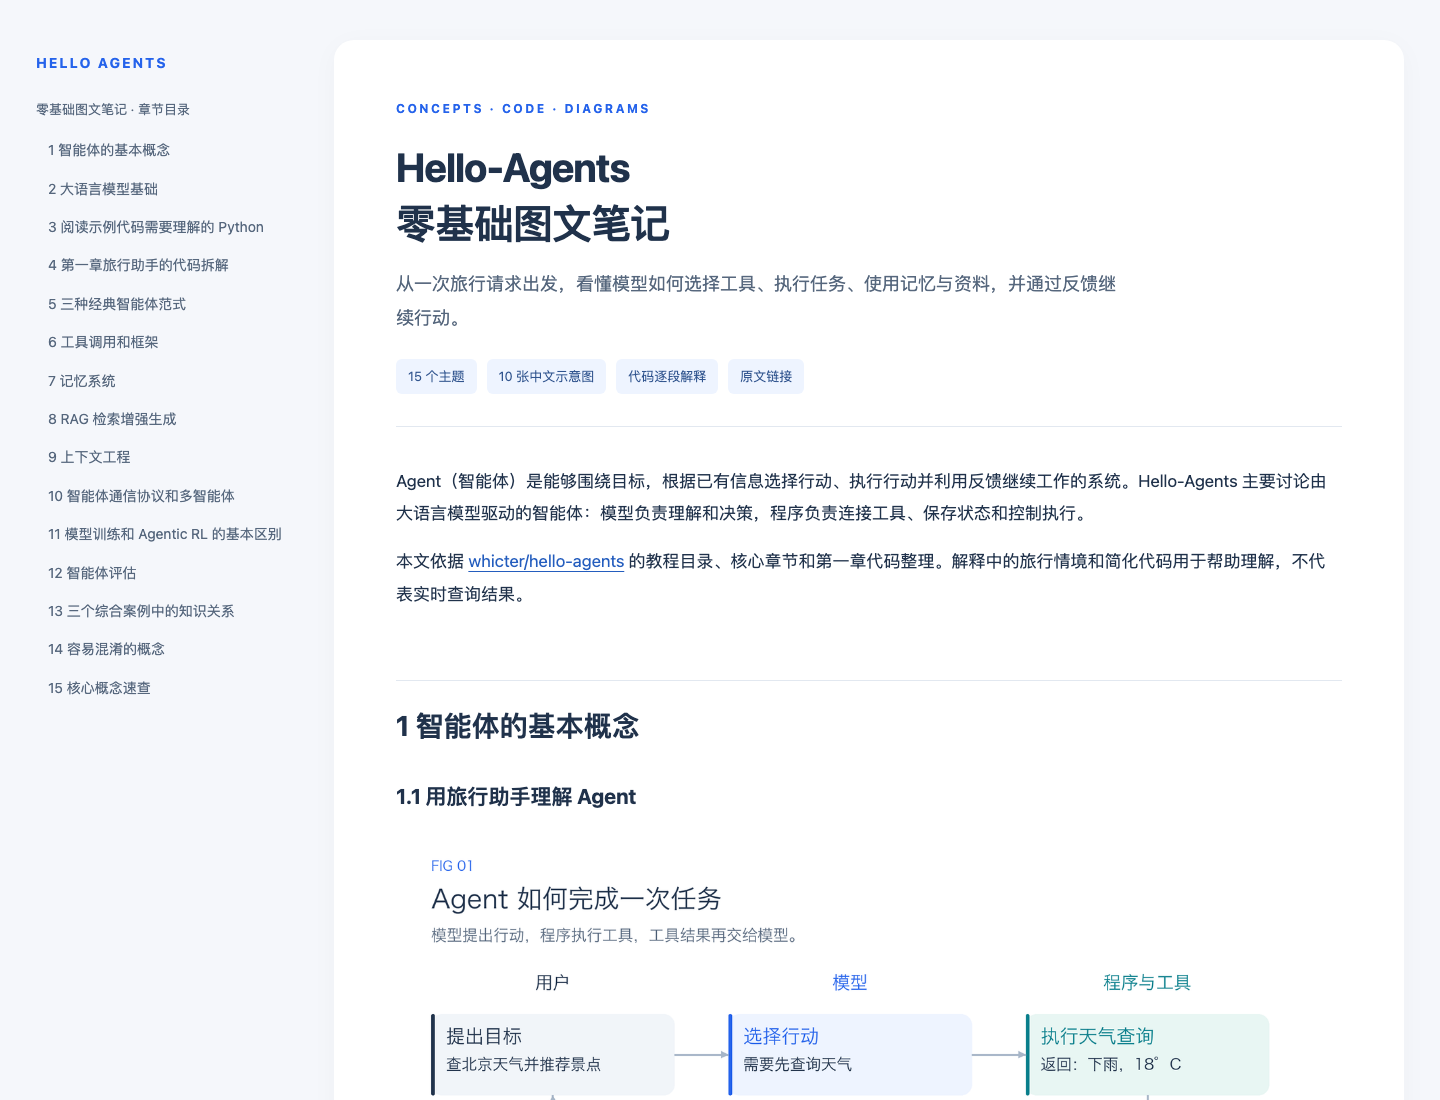 HELLO AGENTS
零基础图文笔记 · 章节目录
1 智能体的基本概念
2 大语言模型基础
3 阅读示例代码需要理解的 Python
4 第一章旅行助手的代码拆解
5 三种经典智能体范式
6 工具调用和框架
7 记忆系统
8 RAG 检索增强生成
9 上下文工程
10 智能体通信协议和多智能体
11 模型训练和 Agentic RL 的基本区别
12 智能体评估
13 三个综合案例中的知识关系
14 容易混淆的概念
15 核心概念速查
CONCEPTS · CODE · DIAGRAMS
Hello-Agents
零基础图文笔记
从一次旅行请求出发，看懂模型如何选择工具、执行任务、使用记忆与资料，并通过反馈继
续行动。
15 个主题
10 张中文示意图
代码逐段解释
原文链接
Agent（智能体）是能够围绕目标，根据已有信息选择行动、执行行动并利用反馈继续工作的系统。Hello-Agents 主要讨论由
大语言模型驱动的智能体：模型负责理解和决策，程序负责连接工具、保存状态和控制执行。
本文依据 whicter/hello-agents 的教程目录、核心章节和第一章代码整理。解释中的旅行情境和简化代码用于帮助理解，不代
表实时查询结果。
1 智能体的基本概念
1.1 用旅行助手理解 Agent
FIG 01
Agent 如何完成一次任务
模型提出行动，程序执行工具，工具结果再交给模型。
用户
模型
程序与工具
提出目标
查北京天气并推荐景点
选择行动
需要先查询天气
执行天气查询
返回：下雨，18°C